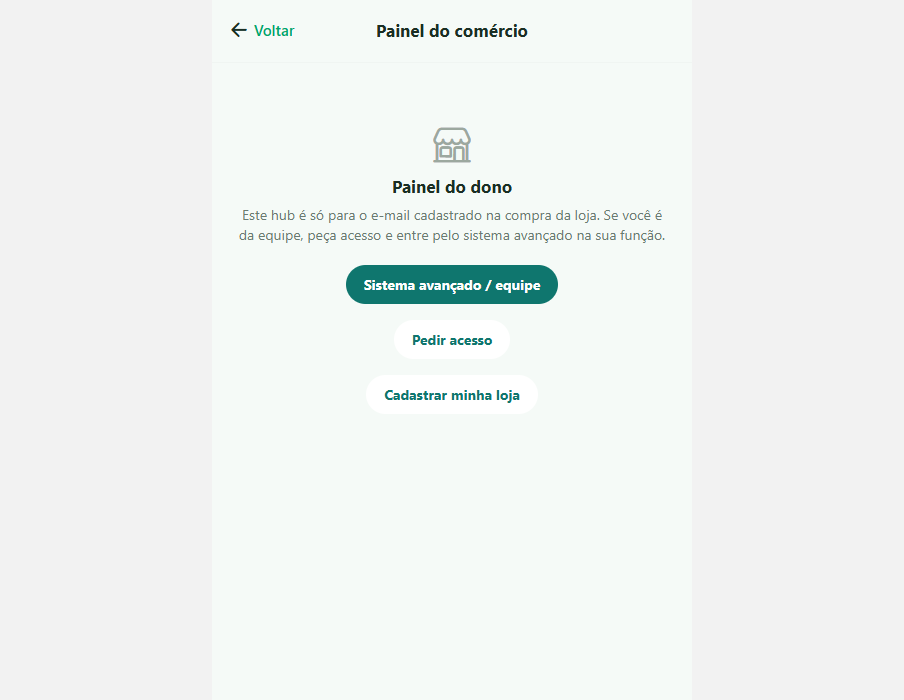 Voltar
Painel do comércio
Painel do dono
Este hub é só para o e-mail cadastrado na compra da loja. Se você é
da equipe, peça acesso e entre pelo sistema avançado na sua função.
Sistema avançado / equipe
Pedir acesso
Cadastrar minha loja